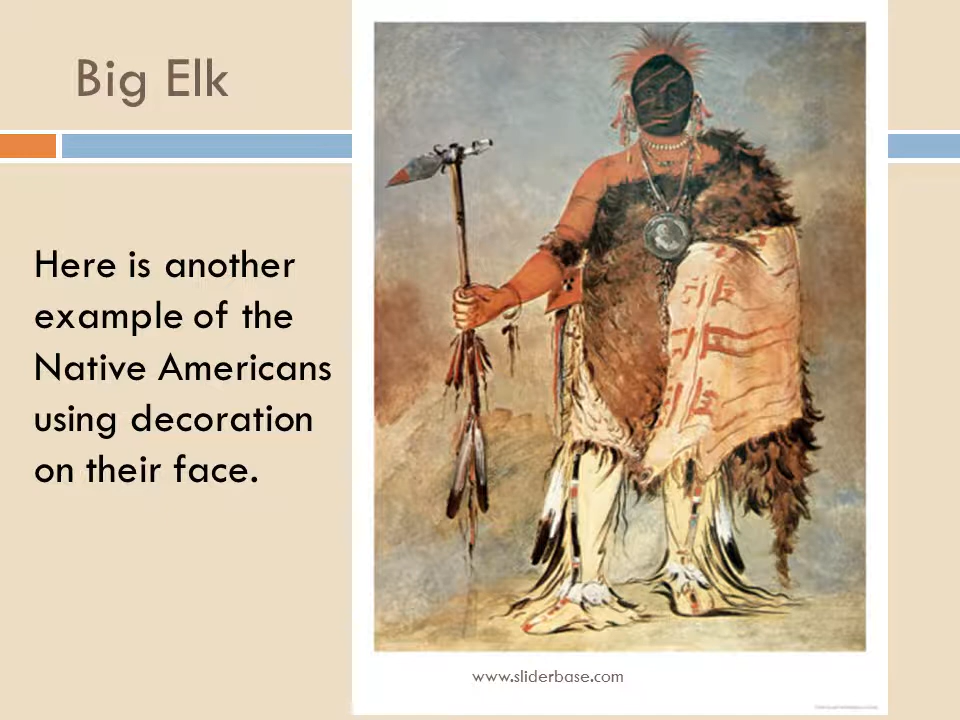 Big Elk
Here is another
example of the
Native Americans
using decoration
on their face.
www.sliderbase.com